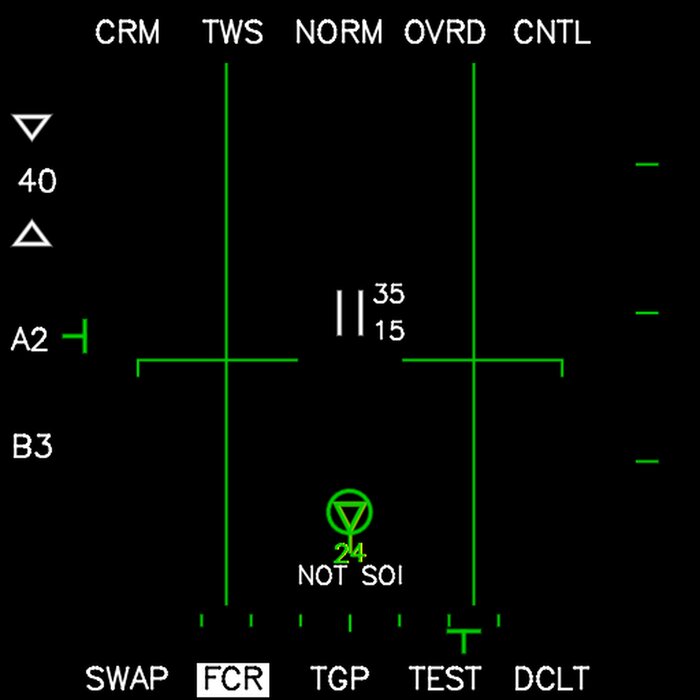 CRM TWS NORM OVRD CNTL
40
35
A2
15
B3
24
NOT SOI
SWAP FCR TGP TEST DCLT